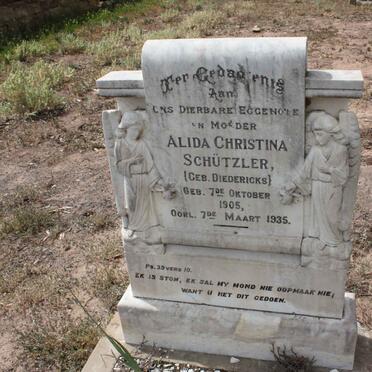 Ter Gedachtenis
Aan
Ons Dierbare Eggenote
en Moeder
Alida Christina
Schützler,
(Geb. Diedericks)
Geb. 7de Oktober
1905,
Oorl. 7de Maart 1935.
Ps. 39 vers 10.
Ek is stom, ek sal my mond nie oopmaak nie;
want U het dit gedoen.